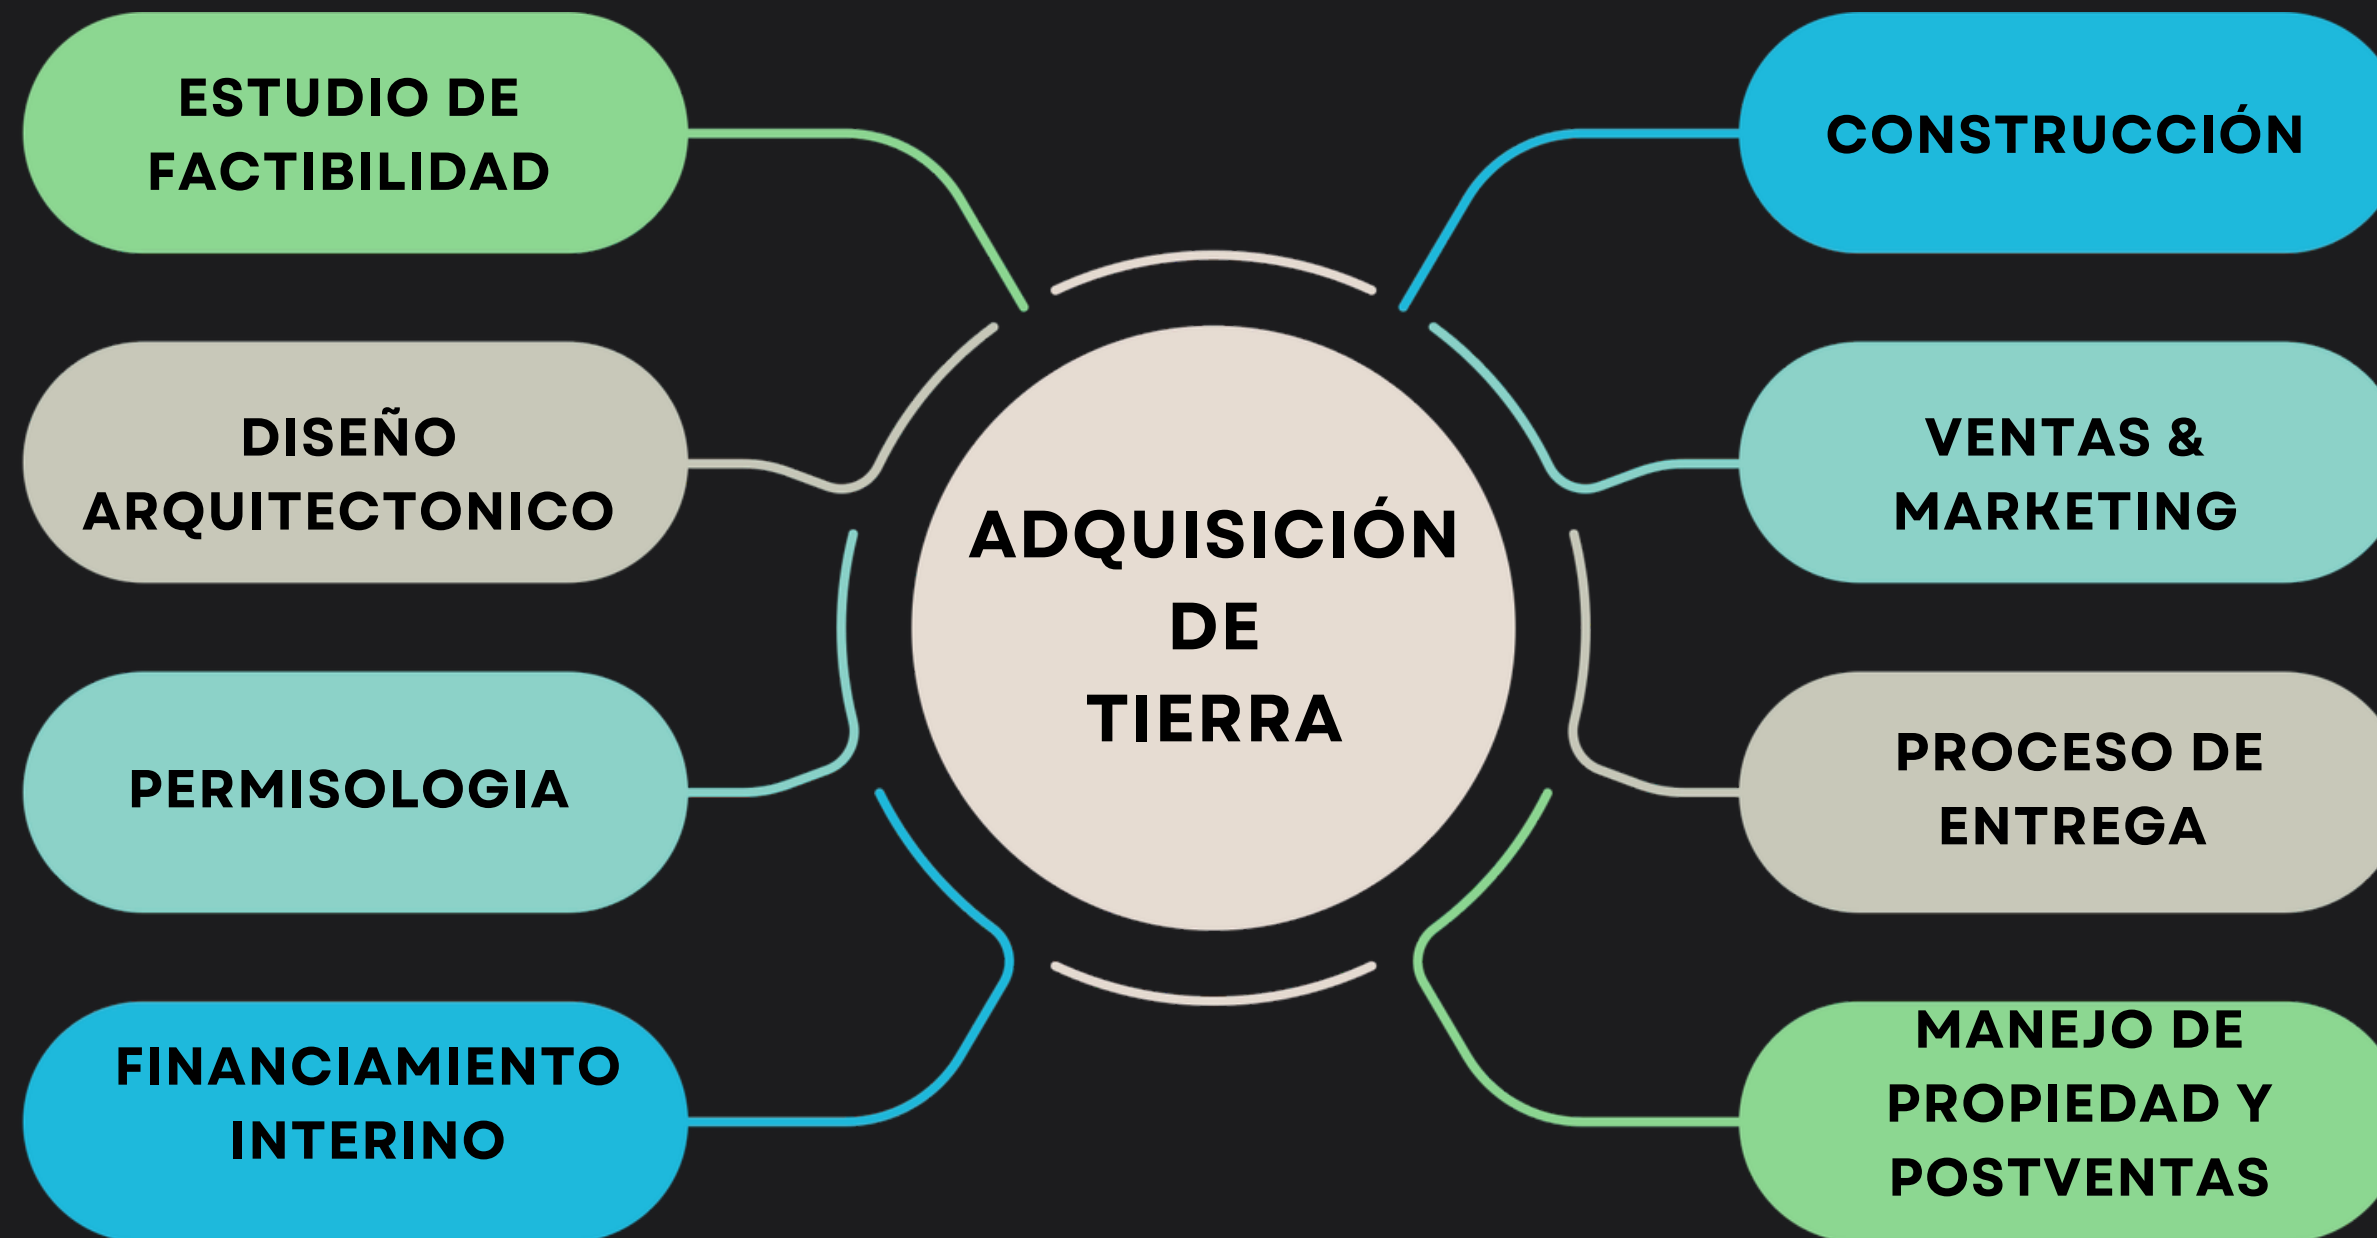 ESTUDIO DE
FACTIBILIDAD
DISEÑO
ARQUITECTONICO
PERMISOLOGIA
FINANCIAMIENTO
INTERINO
ADQUISICIÓN
DE
TIERRA
CONSTRUCCIÓN
VENTAS &
MARKETING
PROCESO DE
ENTREGA
MANEJO DE
PROPIEDAD Y
POSTVENTAS